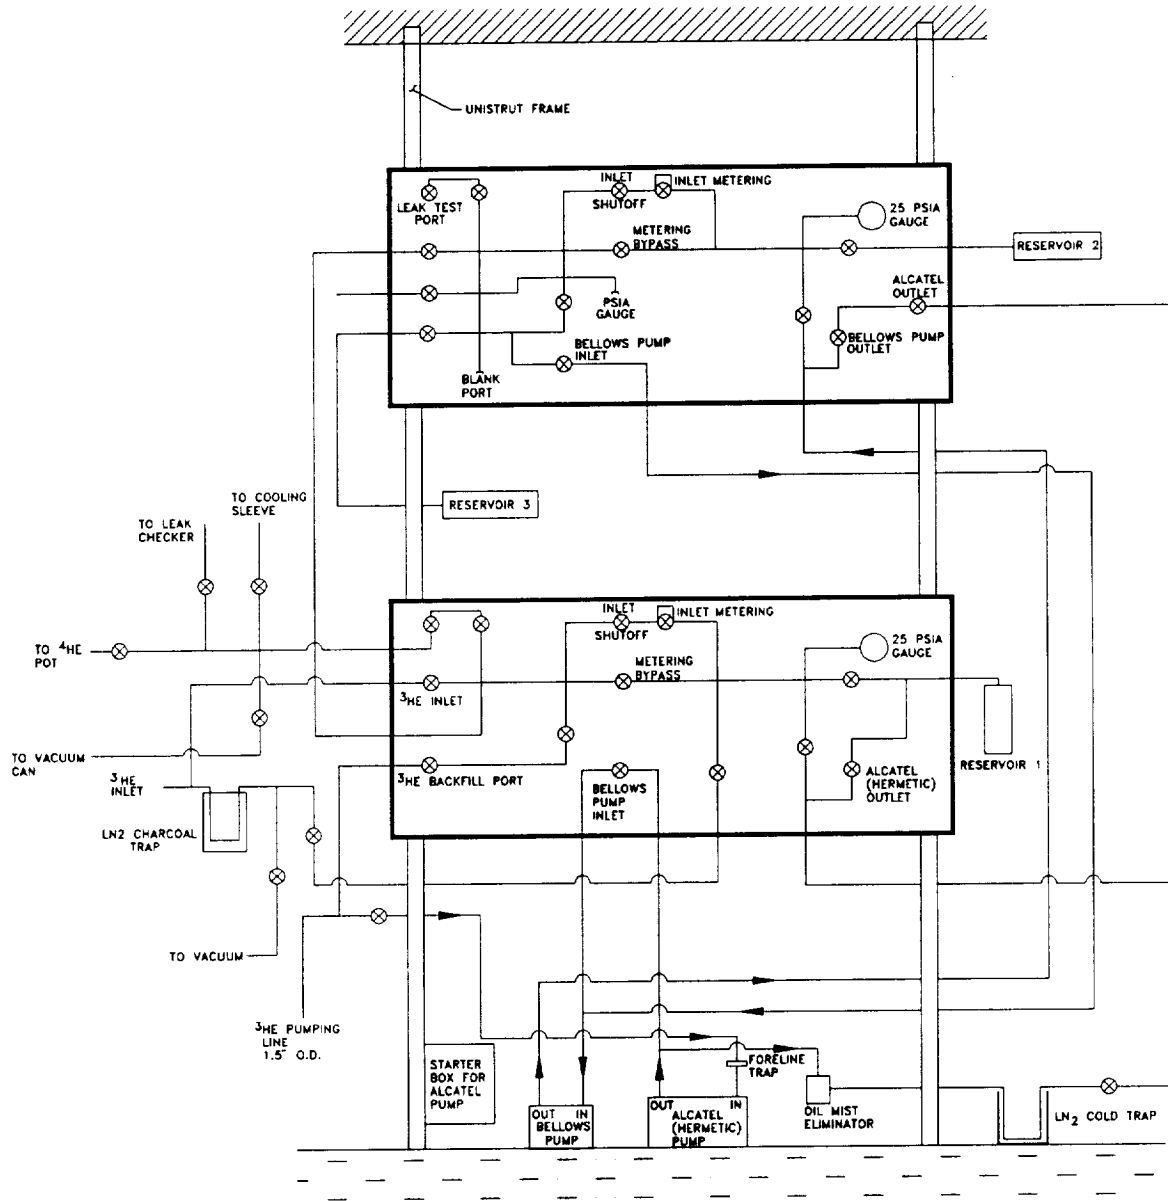 UNISTRUT FRAME
INLET
SHUTOFF
INLET METERING
LEAK TEST
PORT
25 PSIA
GAUGE
METERING
BYPASS
RESERVOIR 2
ALCATEL
OUTLET
PSIA
GAUGE
BELLOWS PUMP
INLET
BELLOWS PUMP
OUTLET
BLANK
PORT
RESERVOIR 3
TO COOLING
SLEEVE
TO LEAK
CHECKER
INLET
SHUTOFF
INLET METERING
25 PSIA
GAUGE
TO ⁴HE
POT
METERING
BYPASS
³HE INLET
TO VACUUM
CAN
³HE
INLET
³HE BACKFILL PORT
BELLOWS
PUMP
INLET
ALCATEL
(HERMETIC)
OUTLET
RESERVOIR 1
LN2 CHARCOAL
TRAP
TO VACUUM
³HE PUMPING
LINE
1.5" O.D.
STARTER
BOX FOR
ALCATEL
PUMP
FORELINE
TRAP
OUT IN
BELLOWS
PUMP
OUT IN
ALCATEL
(HERMETIC)
PUMP
OIL MIST
ELIMINATOR
LN₂ COLD TRAP